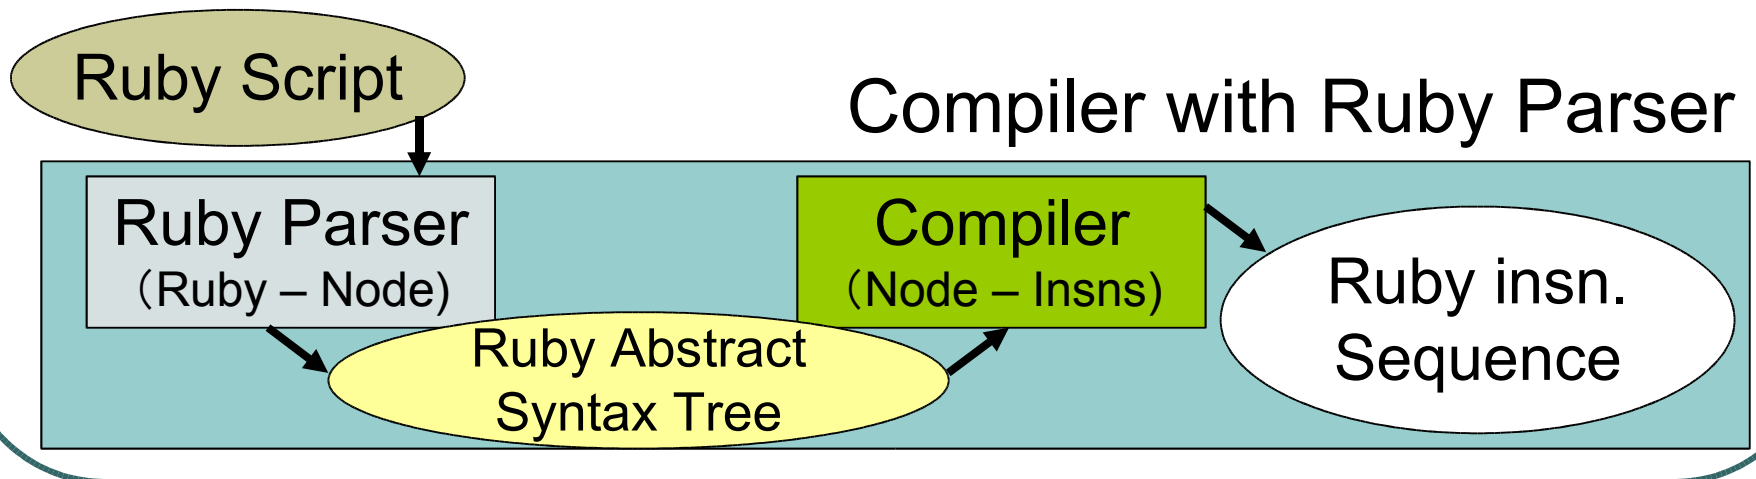 Ruby Script
Compiler with Ruby Parser
Ruby Parser
（Ruby – Node)
Compiler
（Node – Insns)
Ruby insn.
Sequence
Ruby Abstract
Syntax Tree